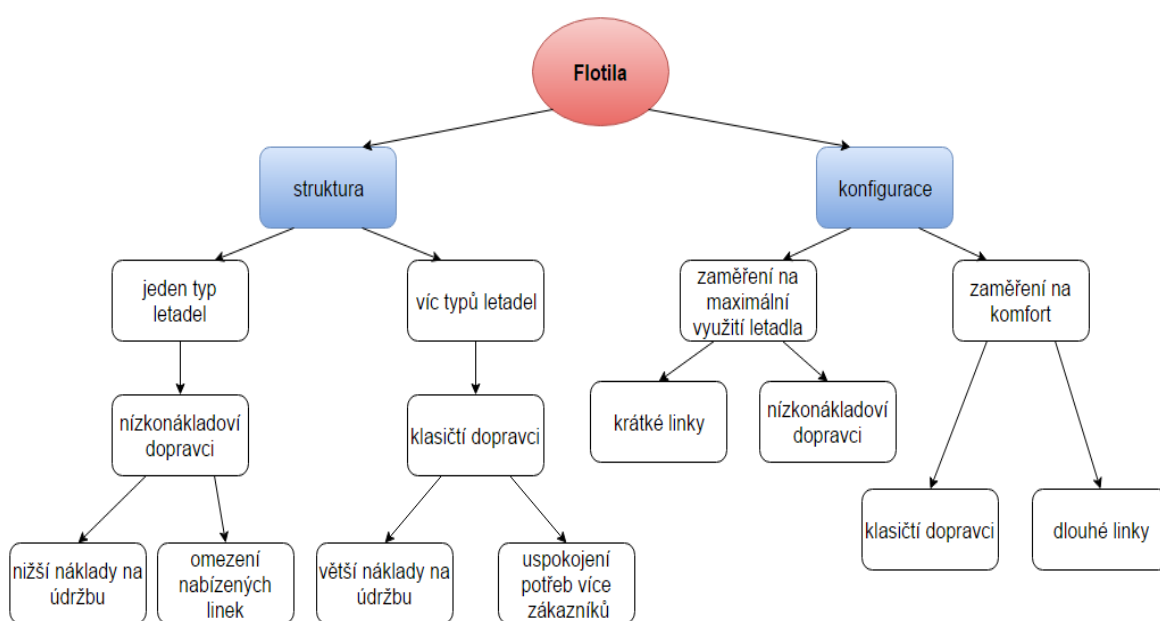 Flotila
struktura
konfigurace
jeden typ
letadel
víc typů letadel
zaměření na
maximální
využití letadla
zaměření na
komfort
nízkonákladoví
dopravci
klasičtí dopravci
krátké linky
nízkonákladoví
dopravci
klasičtí dopravci
dlouhé linky
nižší náklady na
údržbu
omezení
nabízených
linek
větší náklady na
údržbu
uspokojení
potřeb více
zákazníků